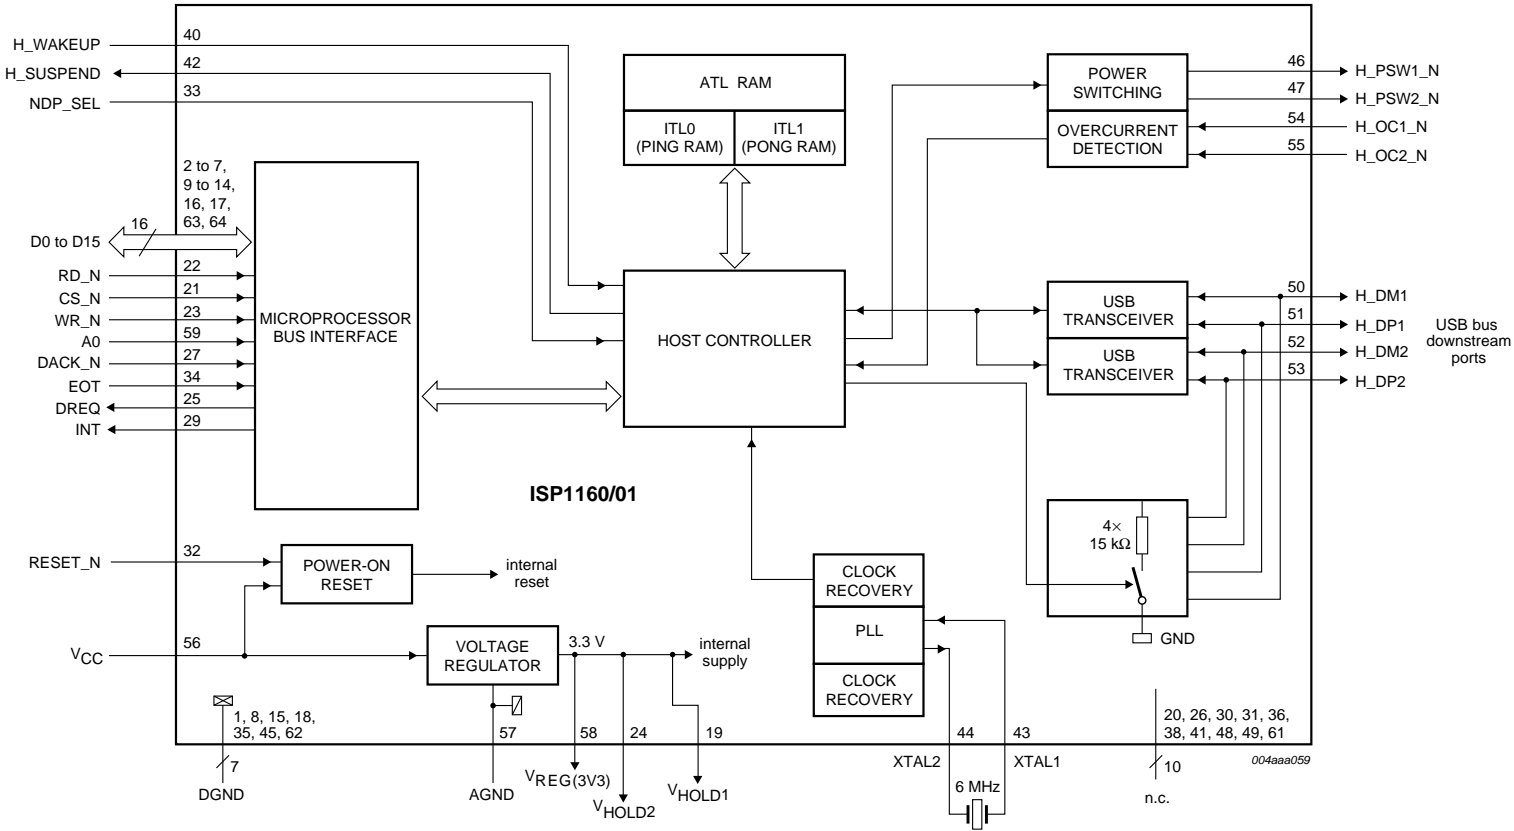 H_WAKEUP
40
H_SUSPEND
42
NDP_SEL
33
ATL RAM
ITL0
(PING RAM)
ITL1
(PONG RAM)
POWER
SWITCHING
OVERCURRENT
DETECTION
46
H_PSW1_N
47
H_PSW2_N
54
H_OC1_N
55
H_OC2_N
2 to 7,
9 to 14,
16, 17,
63, 64
16
D0 to D15
RD_N
22
CS_N
21
WR_N
23
A0
59
DACK_N
27
EOT
34
DREQ
25
INT
29
MICROPROCESSOR
BUS INTERFACE
HOST CONTROLLER
USB
TRANSCEIVER
USB
TRANSCEIVER
50
H_DM1
51
H_DP1
52
H_DM2
53
H_DP2
USB bus
downstream
ports
ISP1160/01
4×
15 kΩ
GND
RESET_N
32
POWER-ON
RESET
internal
reset
CLOCK
RECOVERY
PLL
CLOCK
RECOVERY
VCC
56
VOLTAGE
REGULATOR
3.3 V
internal
supply
1, 8, 15, 18,
35, 45, 62
7
DGND
57
AGND
58
VREG(3V3)
24
VHOLD2
19
VHOLD1
44
XTAL2
43
XTAL1
6 MHz
20, 26, 30, 31, 36,
38, 41, 48, 49, 61
10
n.c.
004aaa059